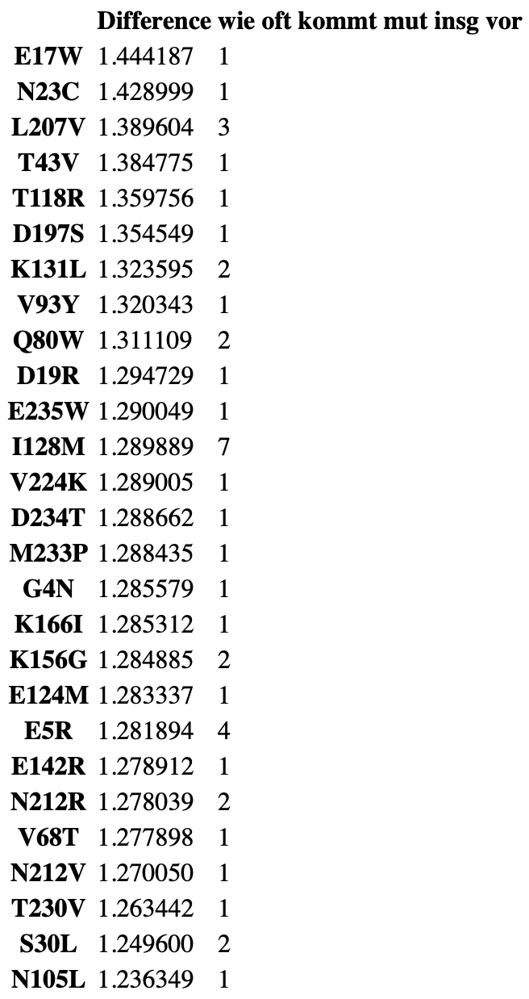 Difference wie oft kommt mut insg vor
E17W 1.444187 1
N23C 1.428999 1
L207V 1.389604 3
T43V 1.384775 1
T118R 1.359756 1
D197S 1.354549 1
K131L 1.323595 2
V93Y 1.320343 1
Q80W 1.311109 2
D19R 1.294729 1
E235W 1.290049 1
I128M 1.289889 7
V224K 1.289005 1
D234T 1.288662 1
M233P 1.288435 1
G4N 1.285579 1
K166I 1.285312 1
K156G 1.284885 2
E124M 1.283337 1
E5R 1.281894 4
E142R 1.278912 1
N212R 1.278039 2
V68T 1.277898 1
N212V 1.270050 1
T230V 1.263442 1
S30L 1.249600 2
N105L 1.236349 1